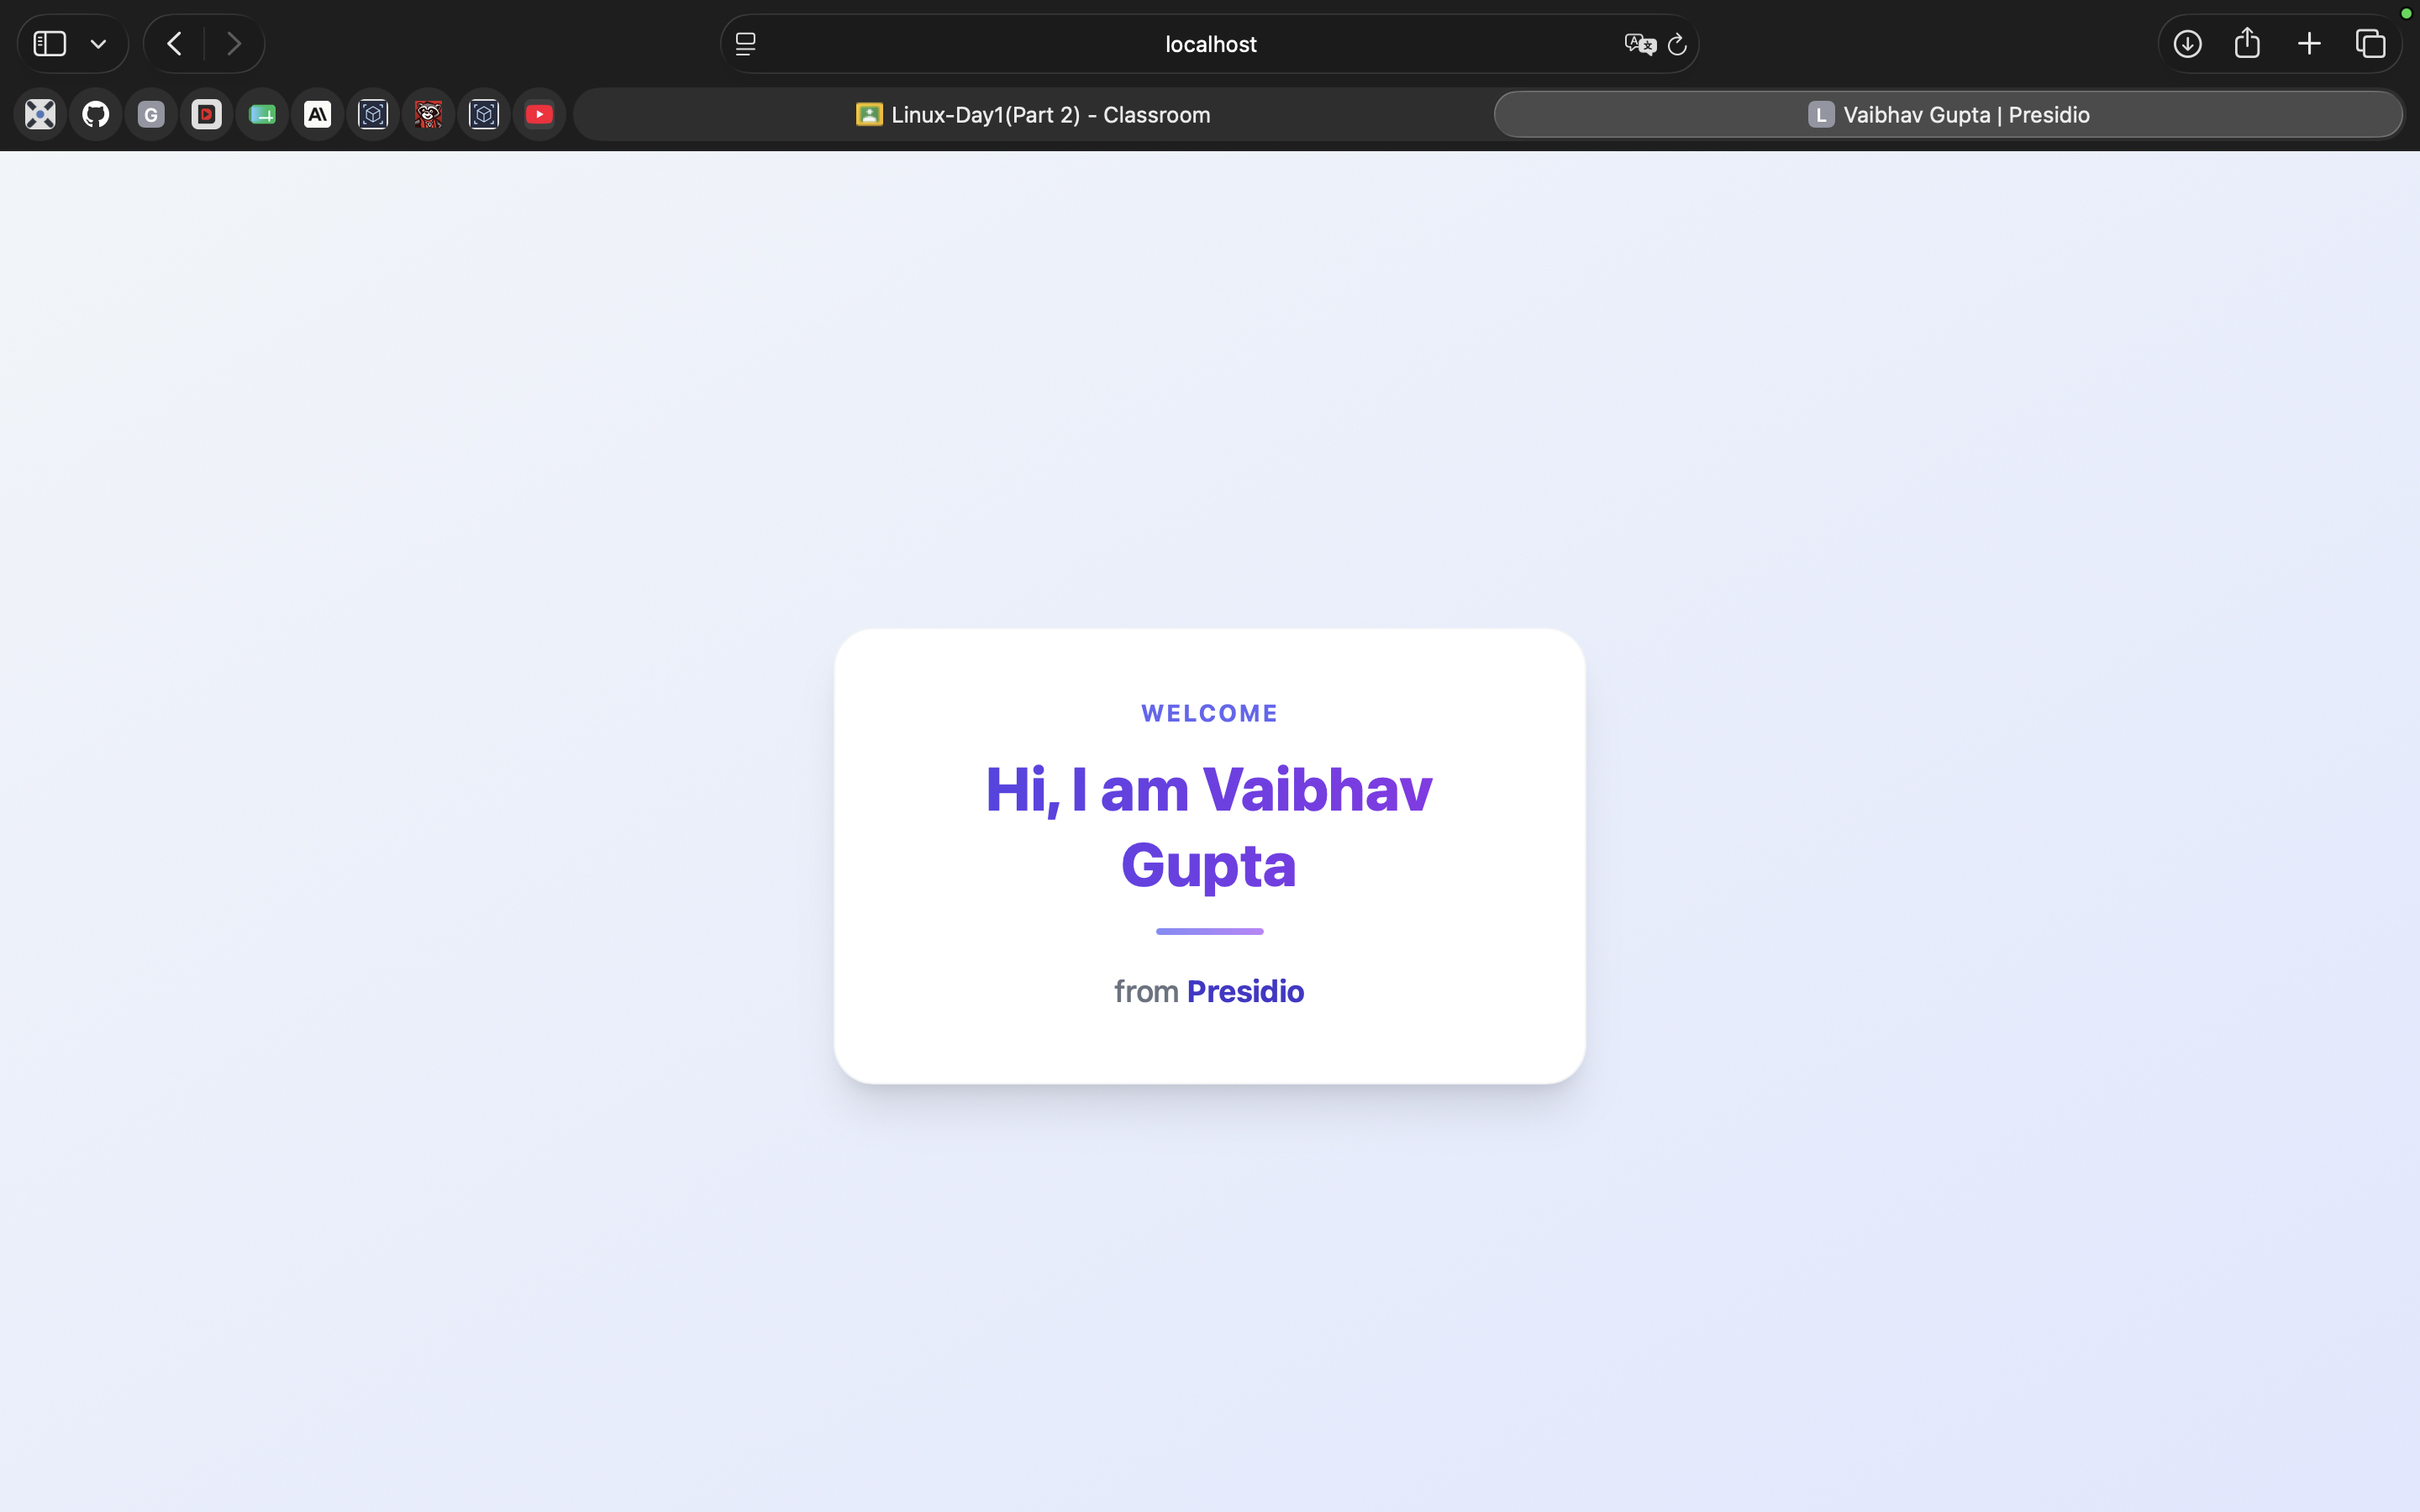 localhost
G
A\
Linux-Day1(Part 2) - Classroom
L Vaibhav Gupta | Presidio
WELCOME
Hi, I am Vaibhav
Gupta
from Presidio